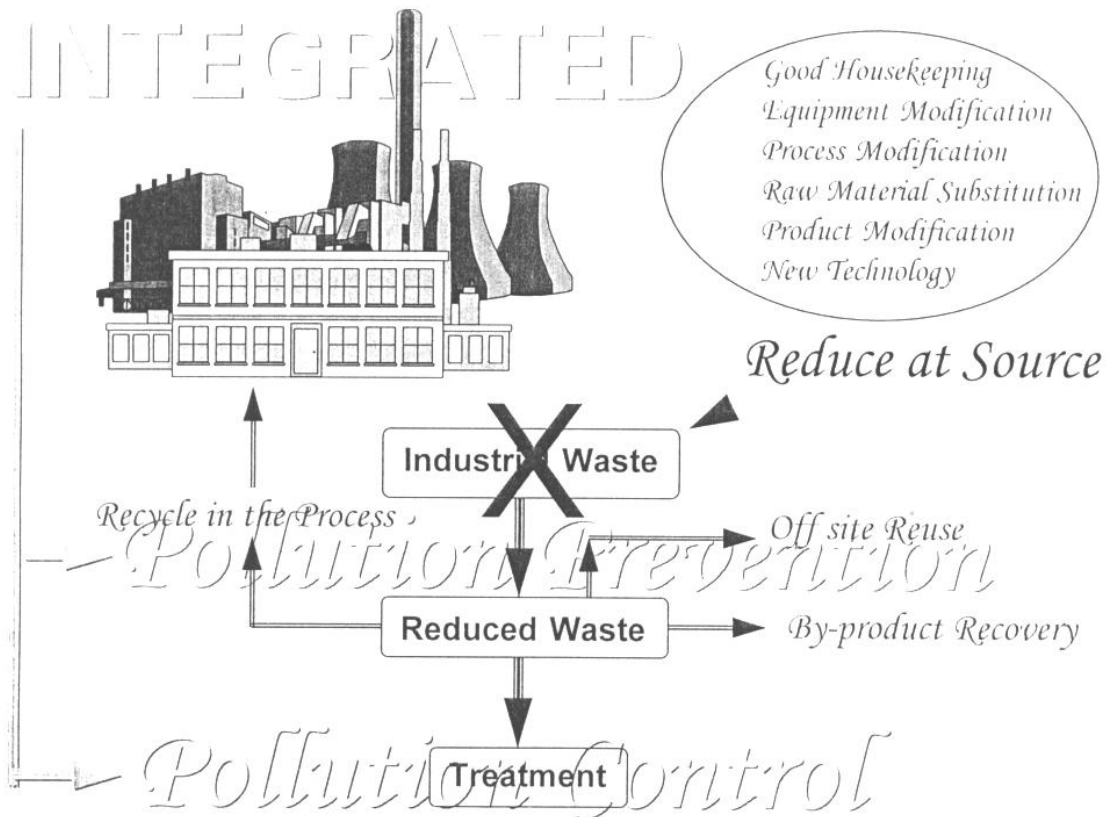 INTEGRATED
Good Housekeeping
Equipment Modification
Process Modification
Raw Material Substitution
Product Modification
New Technology
Reduce at Source
Industrial Waste
Recycle in the Process
Off site Reuse
Pollution Prevention
Reduced Waste
By-product Recovery
Pollution Control
Treatment